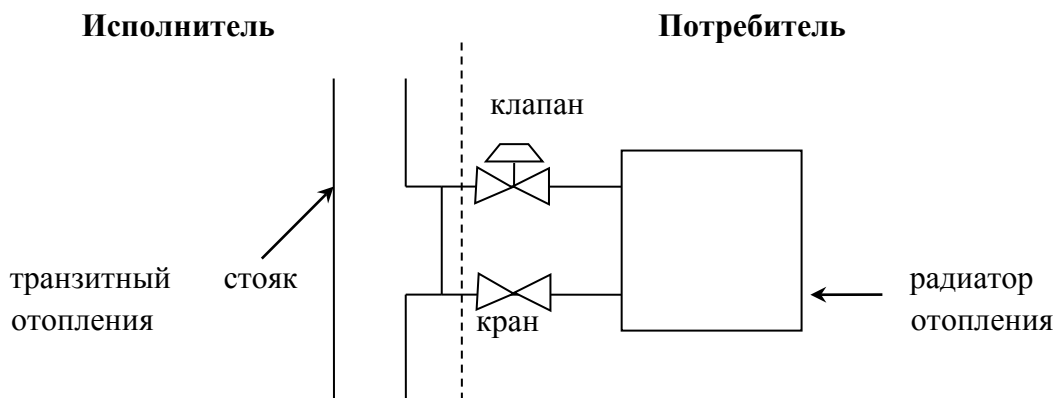 Исполнитель
Потребитель
клапан
транзитный стояк
отопления
радиатор
отопления
кран